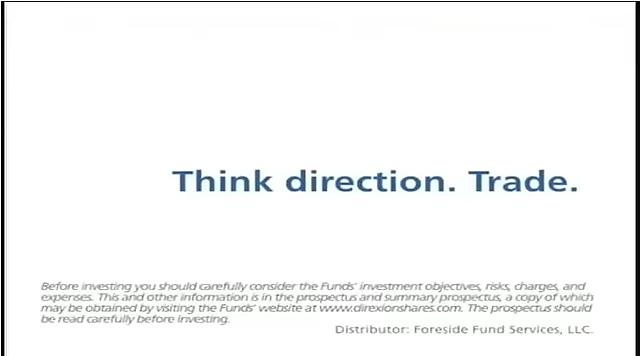 Think direction. Trade.
Before investing you should carefully consider the Funds' investment objectives, risks, charges, and
expenses. This and other information is in the prospectus and summary prospectus, a copy of which
may be obtained by visiting the Funds' website at www.direxionshares.com. The prospectus should
be read carefully before investing.
Distributor: Foreside Fund Services, LLC.